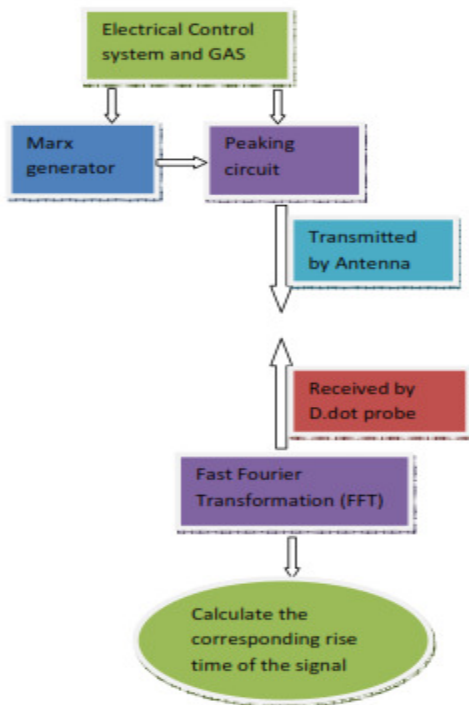 Electrical Control
system and GAS
Marx
generator
Peaking
circuit
Transmitted
by Antenna
Received by
D.dot probe
Fast Fourier
Transformation (FFT)
Calculate the
corresponding rise
time of the signal